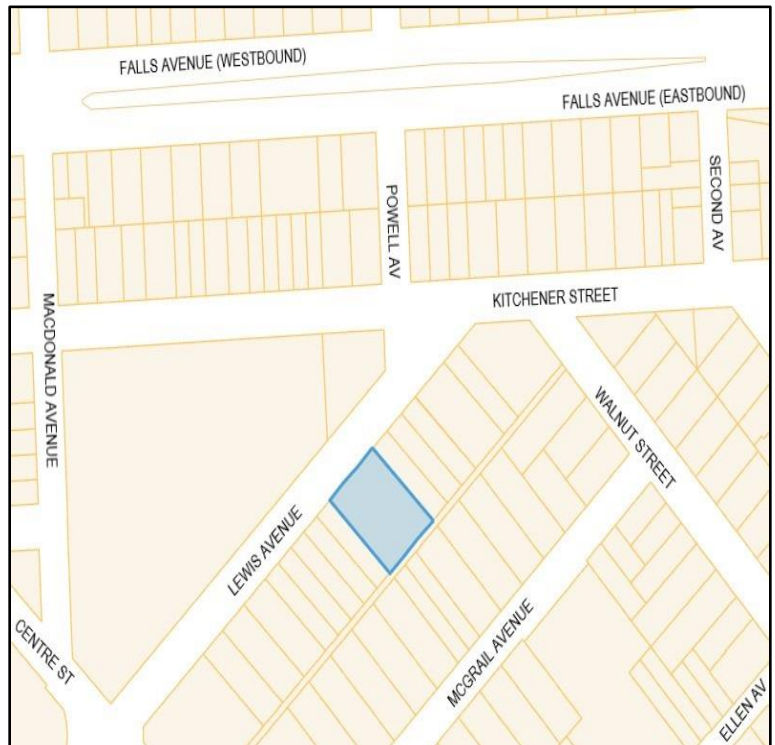 FALLS AVENUE (WESTBOUND)
FALLS AVENUE (EASTBOUND)
POWELL AV
SECOND AV
KITCHENER STREET
MACDONALD AVENUE
WALNUT STREET
LEWIS AVENUE
CENTRE ST
MCGRAIL AVENUE
ELLEN AV